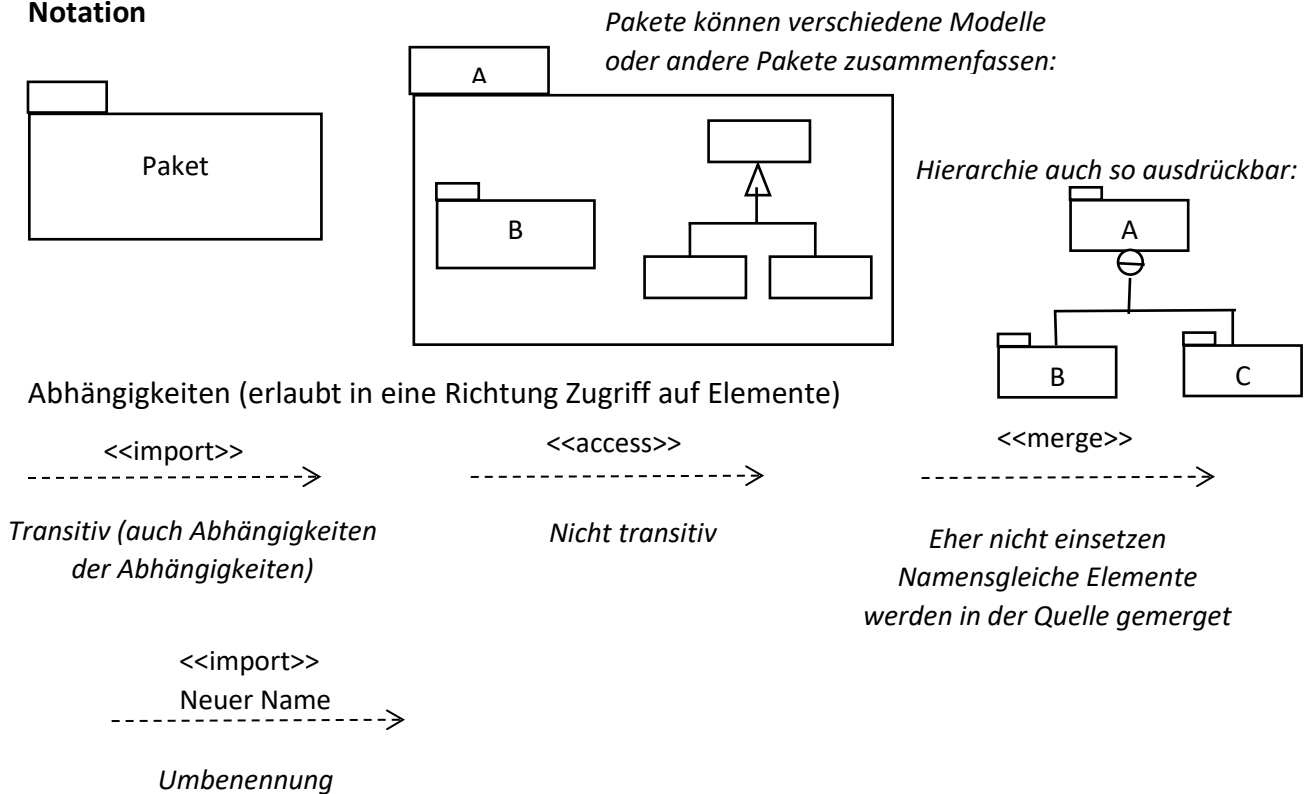 Notation
Pakete können verschiedene Modelle
oder andere Pakete zusammenfassen:
A
Paket
B
Hierarchie auch so ausdrückbar:
A
B
C
Abhängigkeiten (erlaubt in eine Richtung Zugriff auf Elemente)
<<import>>
Transitiv (auch Abhängigkeiten
der Abhängigkeiten)
<<access>>
Nicht transitiv
<<merge>>
Eher nicht einsetzen
Namensgleiche Elemente
werden in der Quelle gemerget
<<import>>
Neuer Name
Umbenennung